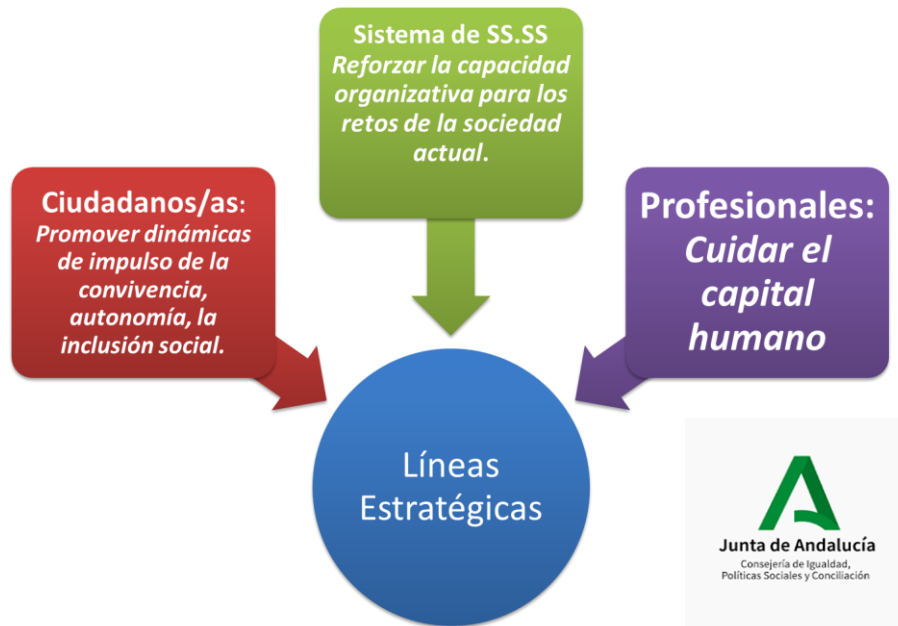 Sistema de SS.SS
Reforzar la capacidad
organizativa para los
retos de la sociedad
actual.
Ciudadanos/as:
Promover dinámicas
de impulso de la
convivencia,
autonomía, la
inclusión social.
Profesionales:
Cuidar el
capital
humano
Líneas
Estratégicas
Junta de Andalucía
Consejería de Igualdad,
Políticas Sociales y Conciliación